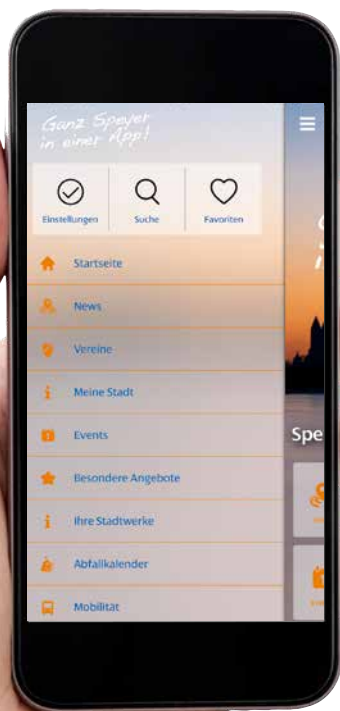 Ganz Speyer
in einer App!
Einstellungen
Suche
Favoriten
Startseite
News
Vereine
Meine Stadt
Events
Spe
Besondere Angebote
Ihre Stadtwerke
Abfallkalender
Mobilität